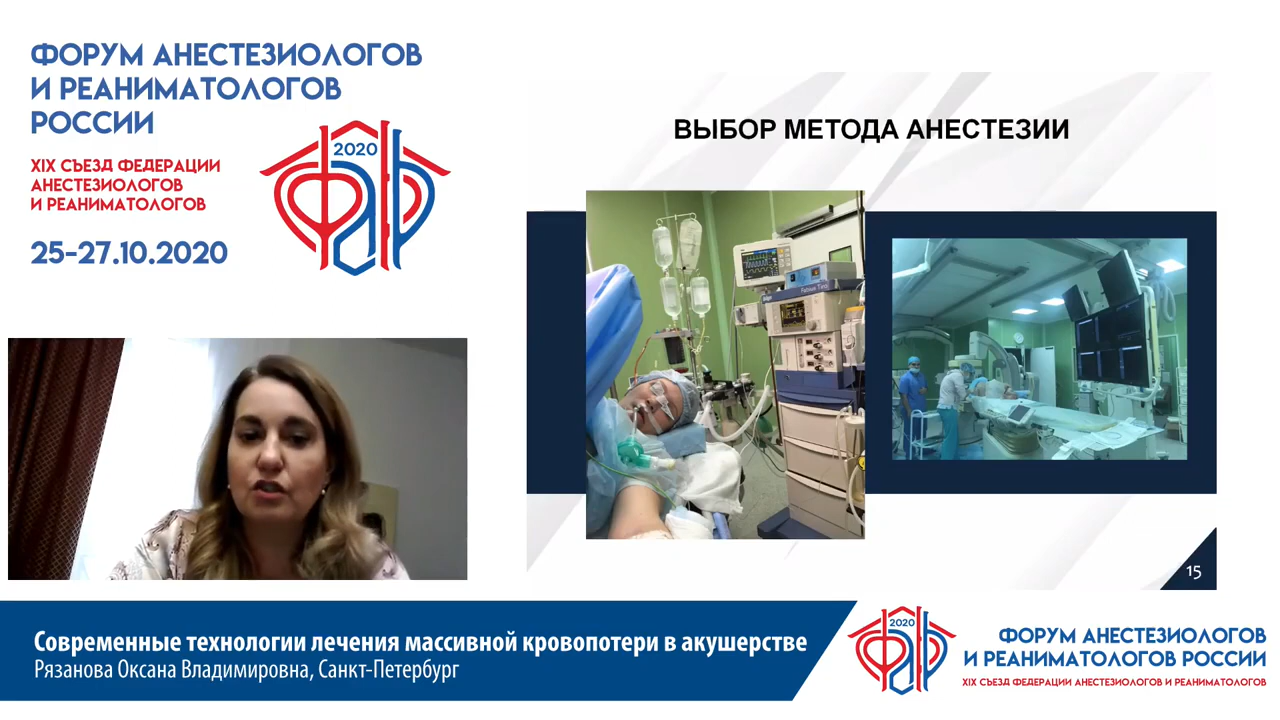 ФОРУМ АНЕСТЕЗИОЛОГОВ
И РЕАНИМАТОЛОГОВ
РОССИИ
XIX СЪЕЗД ФЕДЕРАЦИИ
АНЕСТЕЗИОЛОГОВ
И РЕАНИМАТОЛОГОВ
25-27.10.2020
2020
ФАР
ВЫБОР МЕТОДА АНЕСТЕЗИИ
15
Современные технологии лечения массивной кровопотери в акушерстве
Рязанова Оксана Владимировна, Санкт-Петербург
2020
ФАР
ФОРУМ АНЕСТЕЗИОЛОГОВ
И РЕАНИМАТОЛОГОВ РОССИИ
XIX СЪЕЗД ФЕДЕРАЦИИ АНЕСТЕЗИОЛОГОВ И РЕАНИМАТОЛОГОВ